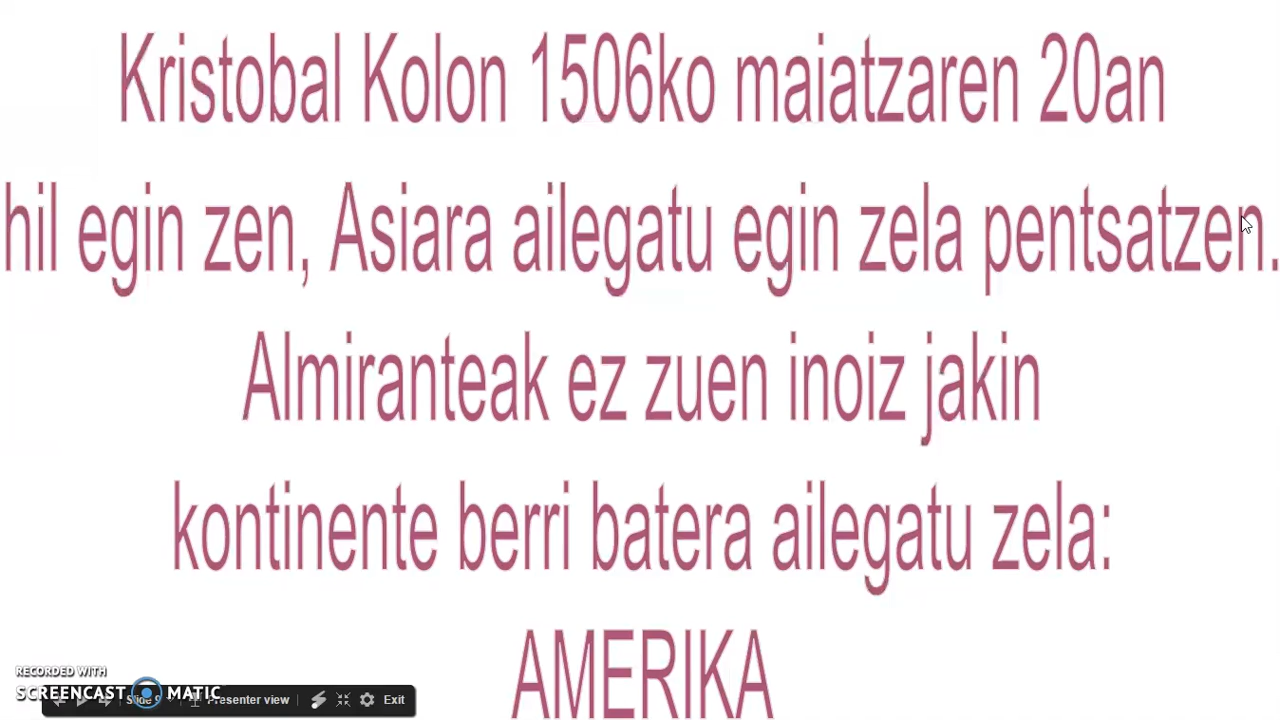 Kristobal Kolon 1506ko maiatzaren 20an
hil egin zen, Asiara ailegatu egin zela pentsatzen.
Almiranteak ez zuen inoiz jakin
kontinente berri batera ailegatu zela:
AMERIKA
RECORDED WITH
SCREENCAST MATIC
Slide Presenter view Exit